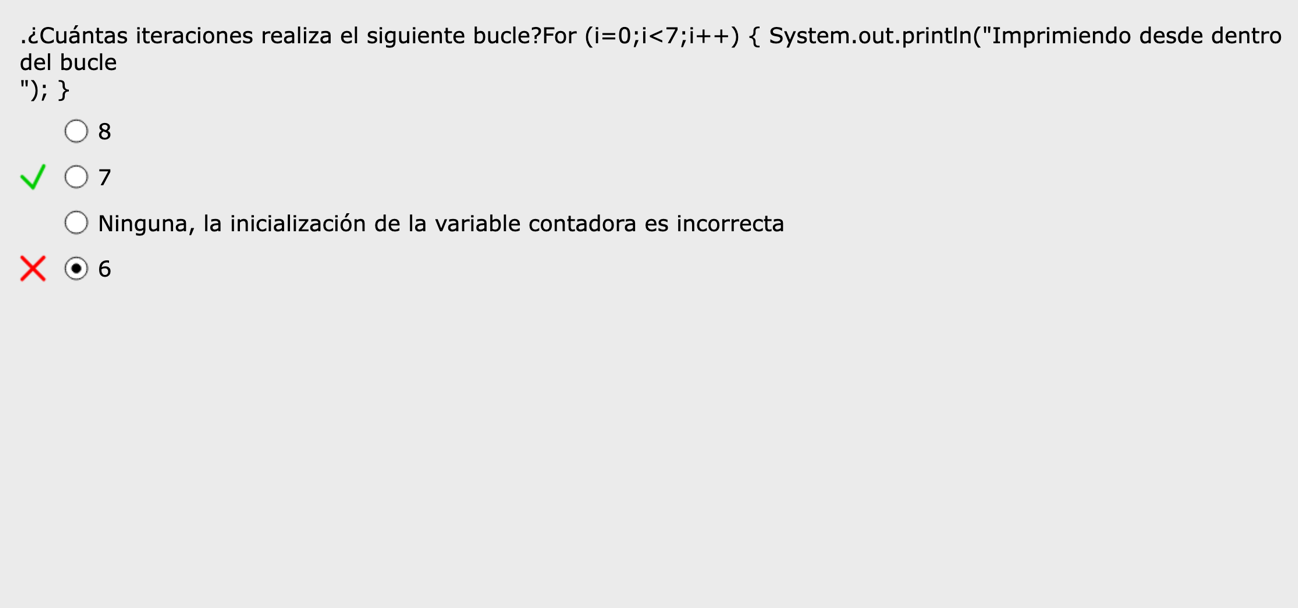 .¿Cuántas iteraciones realiza el siguiente bucle?For (i=0;i<7;i++) { System.out.println("Imprimiendo desde dentro
del bucle
"); }
8
7
Ninguna, la inicialización de la variable contadora es incorrecta
6